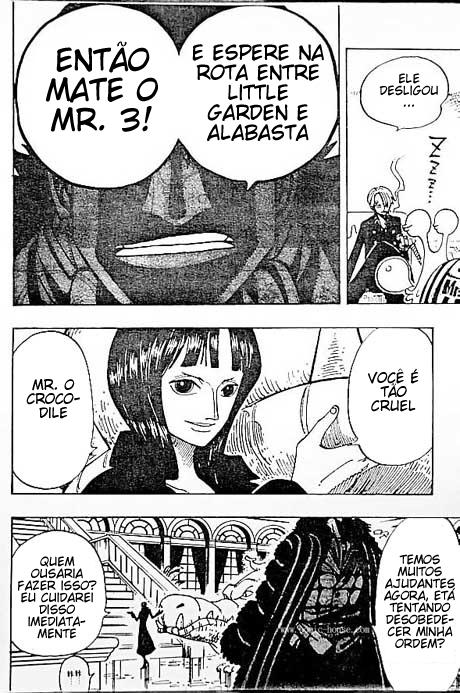 ELE
DESLIGOU
...
E ESPERE NA
ROTA ENTRE
LITTLE
GARDEN E
ALABASTA
ENTÃO
MATE O
MR. 3!
VOCÊ É
TÃO
CRUEL
MR. O
CROCO-
DILE
TEMOS
MUITOS
AJUDANTES
AGORA, ETÁ
TENTANDO
DESOBEDE-
CER MINHA
ORDEM?
QUEM
OUSARIA
FAZER ISSO?
EU CUIDAREI
DISSO
IMEDIATA-
MENTE
!!!